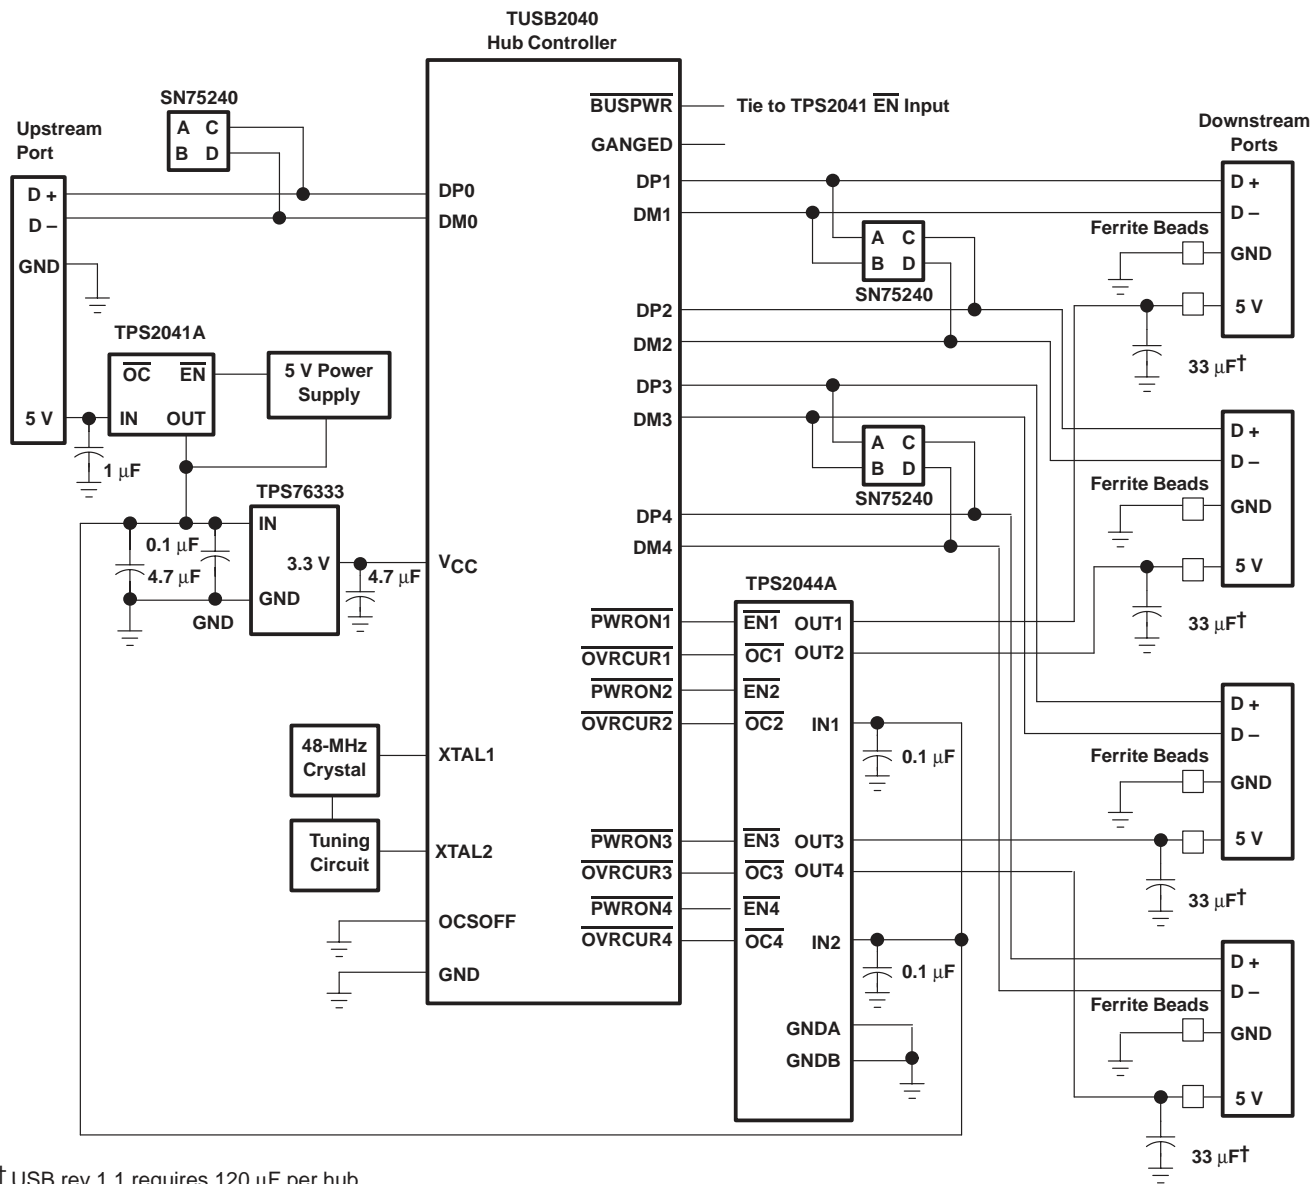 TUSB2040
Hub Controller
SN75240
A C
B D
Upstream
Port
D +
D –
GND
5 V
DP0
DM0
BUSPWR
Tie to TPS2041 EN Input
GANGED
DP1
DM1
Downstream
Ports
D +
D –
Ferrite Beads
GND
5 V
33 µF†
A C
B D
SN75240
DP2
DM2
DP3
DM3
TPS2041A
OC EN
IN OUT
5 V Power
Supply
1 µF
TPS76333
IN
3.3 V
GND
0.1 µF
4.7 µF
GND
4.7 µF
VCC
A C
B D
SN75240
DP4
DM4
D +
D –
Ferrite Beads
GND
5 V
33 µF†
TPS2044A
PWRON1
EN1 OUT1
OVRCUR1
OC1 OUT2
PWRON2
EN2
OVRCUR2
OC2 IN1
0.1 µF
48-MHz
Crystal
XTAL1
Tuning
Circuit
XTAL2
D +
D –
Ferrite Beads
GND
5 V
33 µF†
PWRON3
EN3 OUT3
OVRCUR3
OC3 OUT4
PWRON4
EN4
OVRCUR4
OC4 IN2
0.1 µF
OCSOFF
GND
GNDA
GNDB
D +
D –
Ferrite Beads
GND
5 V
33 µF†
† USB rev 1.1 requires 120 µF per hub